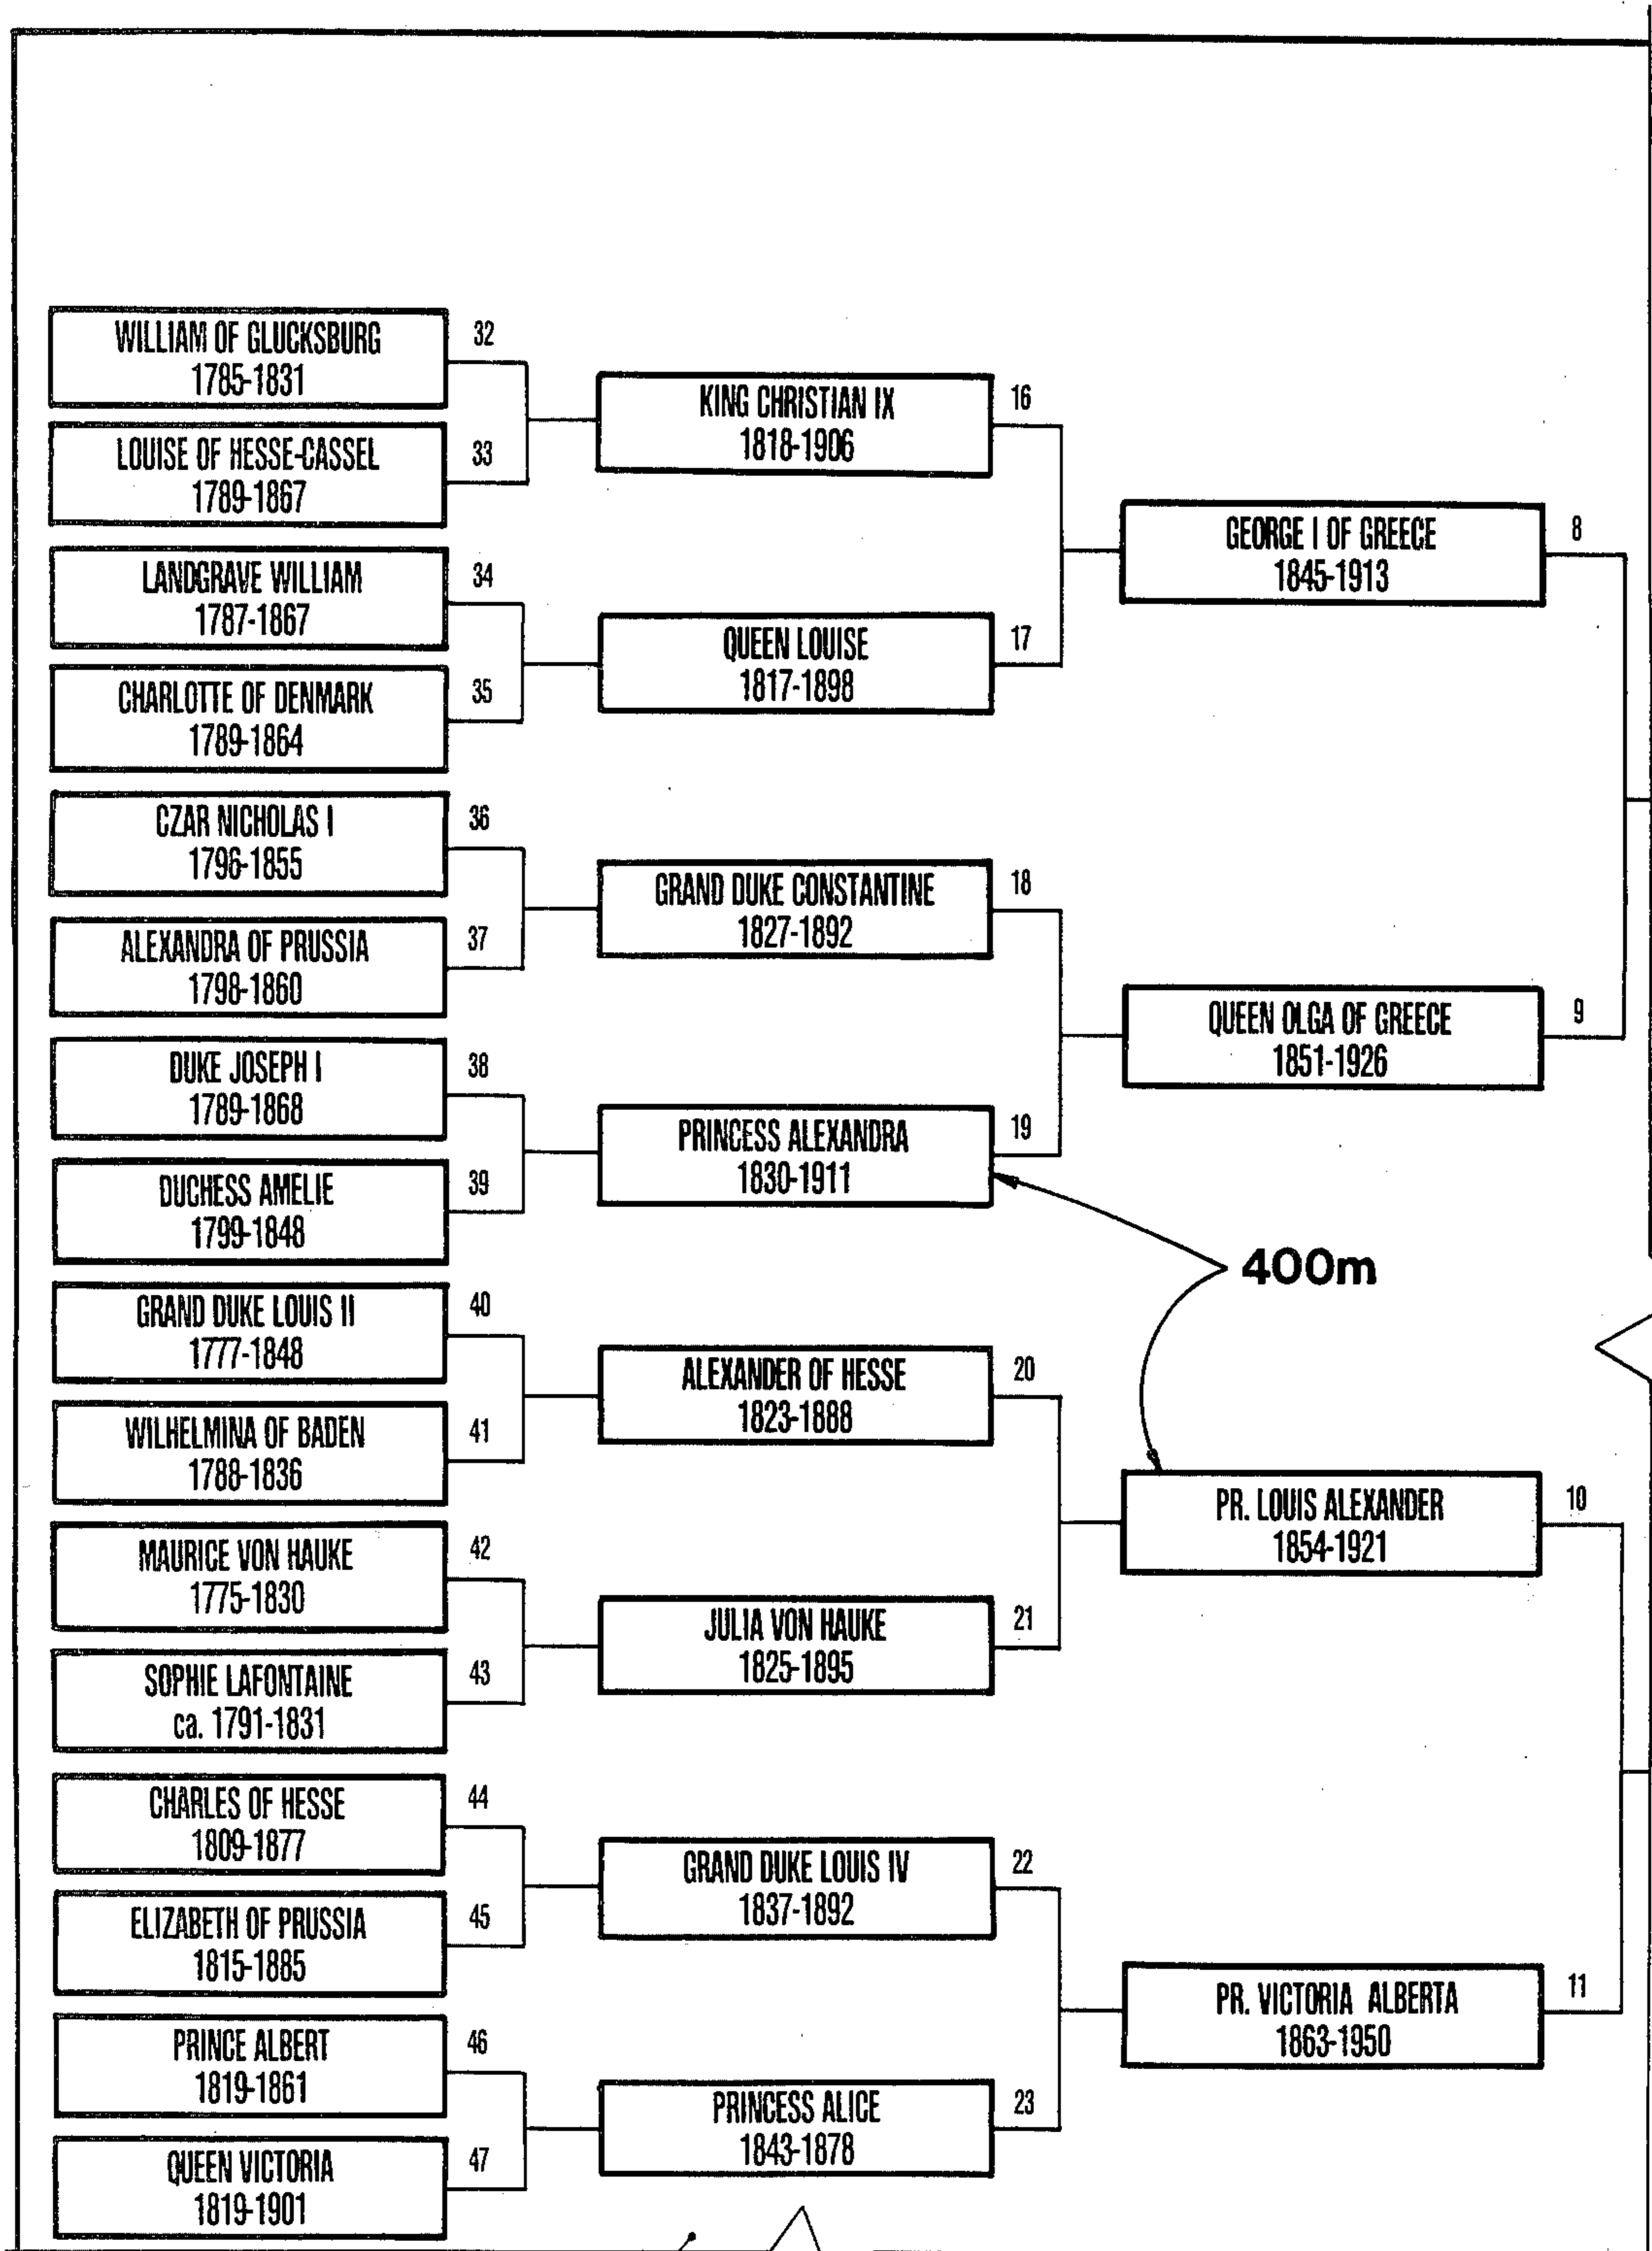 WILLIAM OF GLUCKSBURG
1785-1831
32
LOUISE OF HESSE-CASSEL
1789-1867
33
LANDGRAVE WILLIAM
1787-1867
34
CHARLOTTE OF DENMARK
1789-1864
35
CZAR NICHOLAS I
1796-1855
36
ALEXANDRA OF PRUSSIA
1798-1860
37
DUKE JOSEPH I
1789-1868
38
DUCHESS AMELIE
1799-1848
39
GRAND DUKE LOUIS II
1777-1848
40
WILHELMINA OF BADEN
1788-1836
41
MAURICE VON HAUKE
1775-1830
42
SOPHIE LAFONTAINE
ca. 1791-1831
43
CHARLES OF HESSE
1809-1877
44
ELIZABETH OF PRUSSIA
1815-1885
45
PRINCE ALBERT
1819-1861
46
QUEEN VICTORIA
1819-1901
47
KING CHRISTIAN IX
1818-1906
16
QUEEN LOUISE
1817-1898
17
GRAND DUKE CONSTANTINE
1827-1892
18
PRINCESS ALEXANDRA
1830-1911
19
ALEXANDER OF HESSE
1823-1888
20
JULIA VON HAUKE
1825-1895
21
GRAND DUKE LOUIS IV
1837-1892
22
PRINCESS ALICE
1843-1878
23
GEORGE I OF GREECE
1845-1913
8
QUEEN OLGA OF GREECE
1851-1926
9
400m
PR. LOUIS ALEXANDER
1854-1921
10
PR. VICTORIA ALBERTA
1863-1950
11